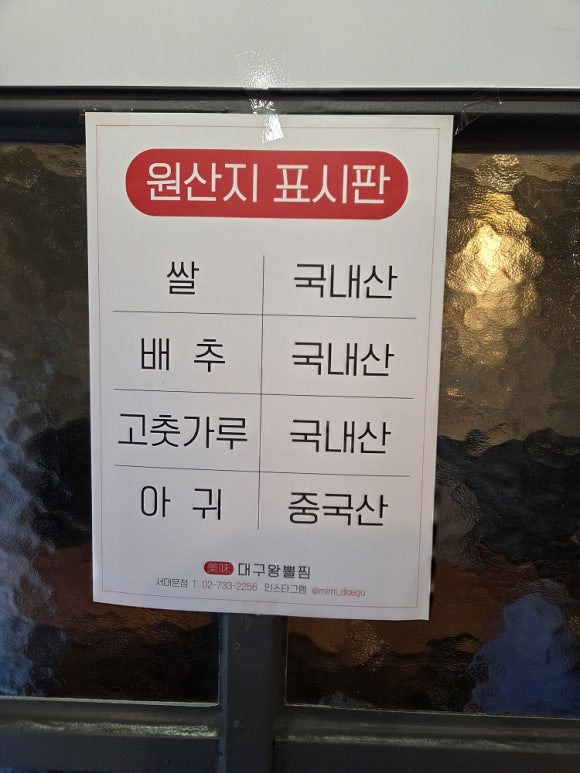 원산지 표시판
쌀 국내산
배 추 국내산
고춧가루 국내산
아 귀 중국산
美味 대구왕뽈찜
서대문점 T. 02-733-2256 인스타그램 @mimi_daegu